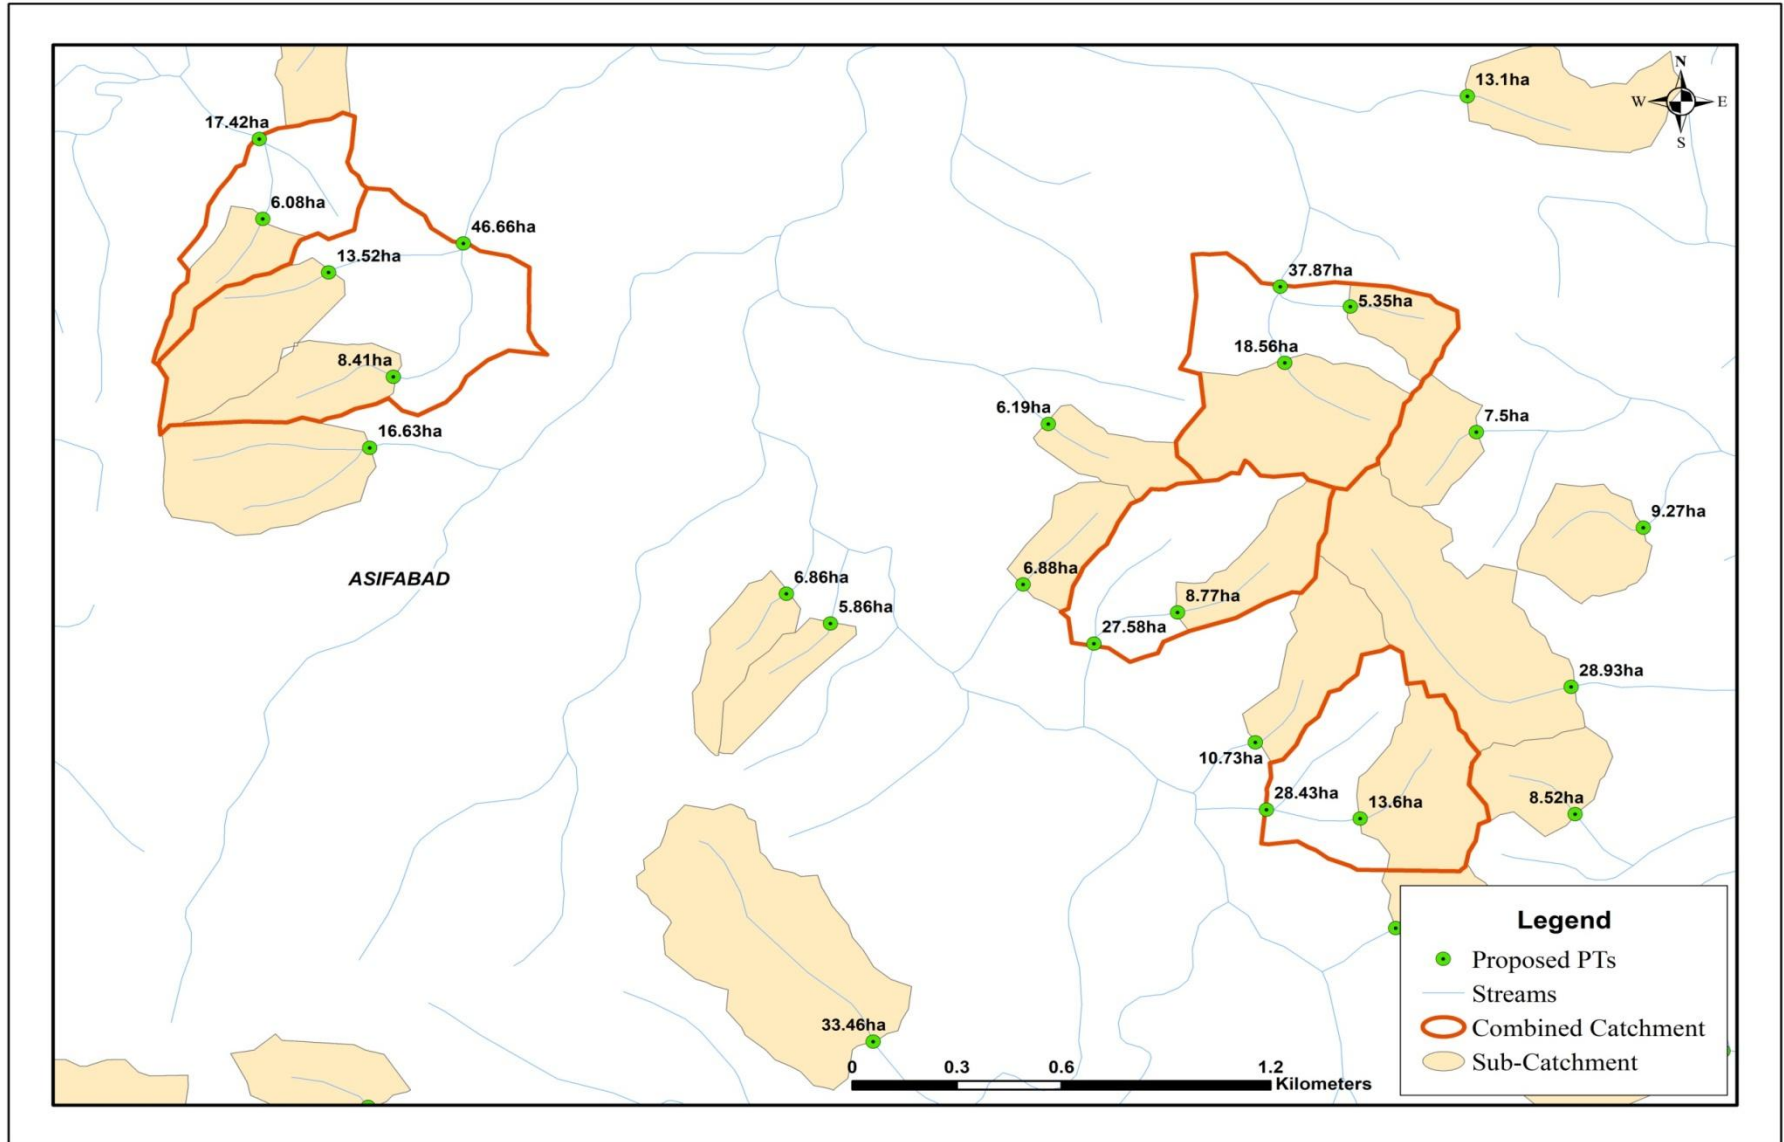 13.1ha
N
W E
S
17.42ha
6.08ha
46.66ha
13.52ha
37.87ha
5.35ha
18.56ha
8.41ha
6.19ha
7.5ha
16.63ha
9.27ha
ASIFABAD
6.86ha
6.88ha
5.86ha
8.77ha
27.58ha
28.93ha
10.73ha
28.43ha
13.6ha
8.52ha
33.46ha
0 0.3 0.6 1.2
Kilometers
Legend
Proposed PTs
Streams
Combined Catchment
Sub-Catchment